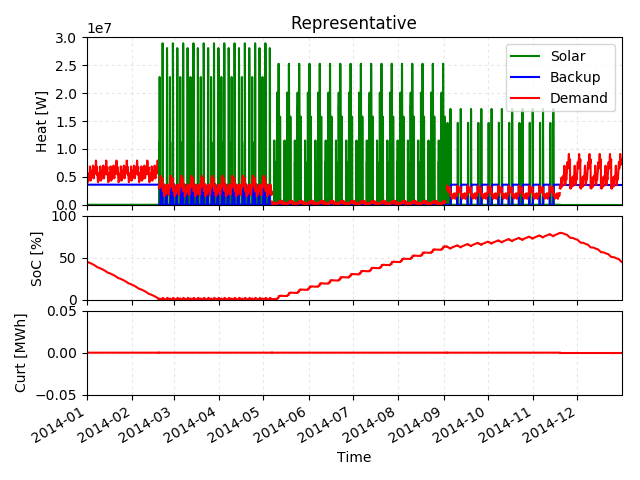 Representative
1e7
3.0
2.5
2.0
1.5
1.0
0.5
0.0
Heat [W]
Solar
Backup
Demand
100
50
0
SoC [%]
0.05
0.00
−0.05
Curt [MWh]
2014-01
2014-02
2014-03
2014-04
2014-05
2014-06
2014-07
2014-08
2014-09
2014-10
2014-11
2014-12
Time